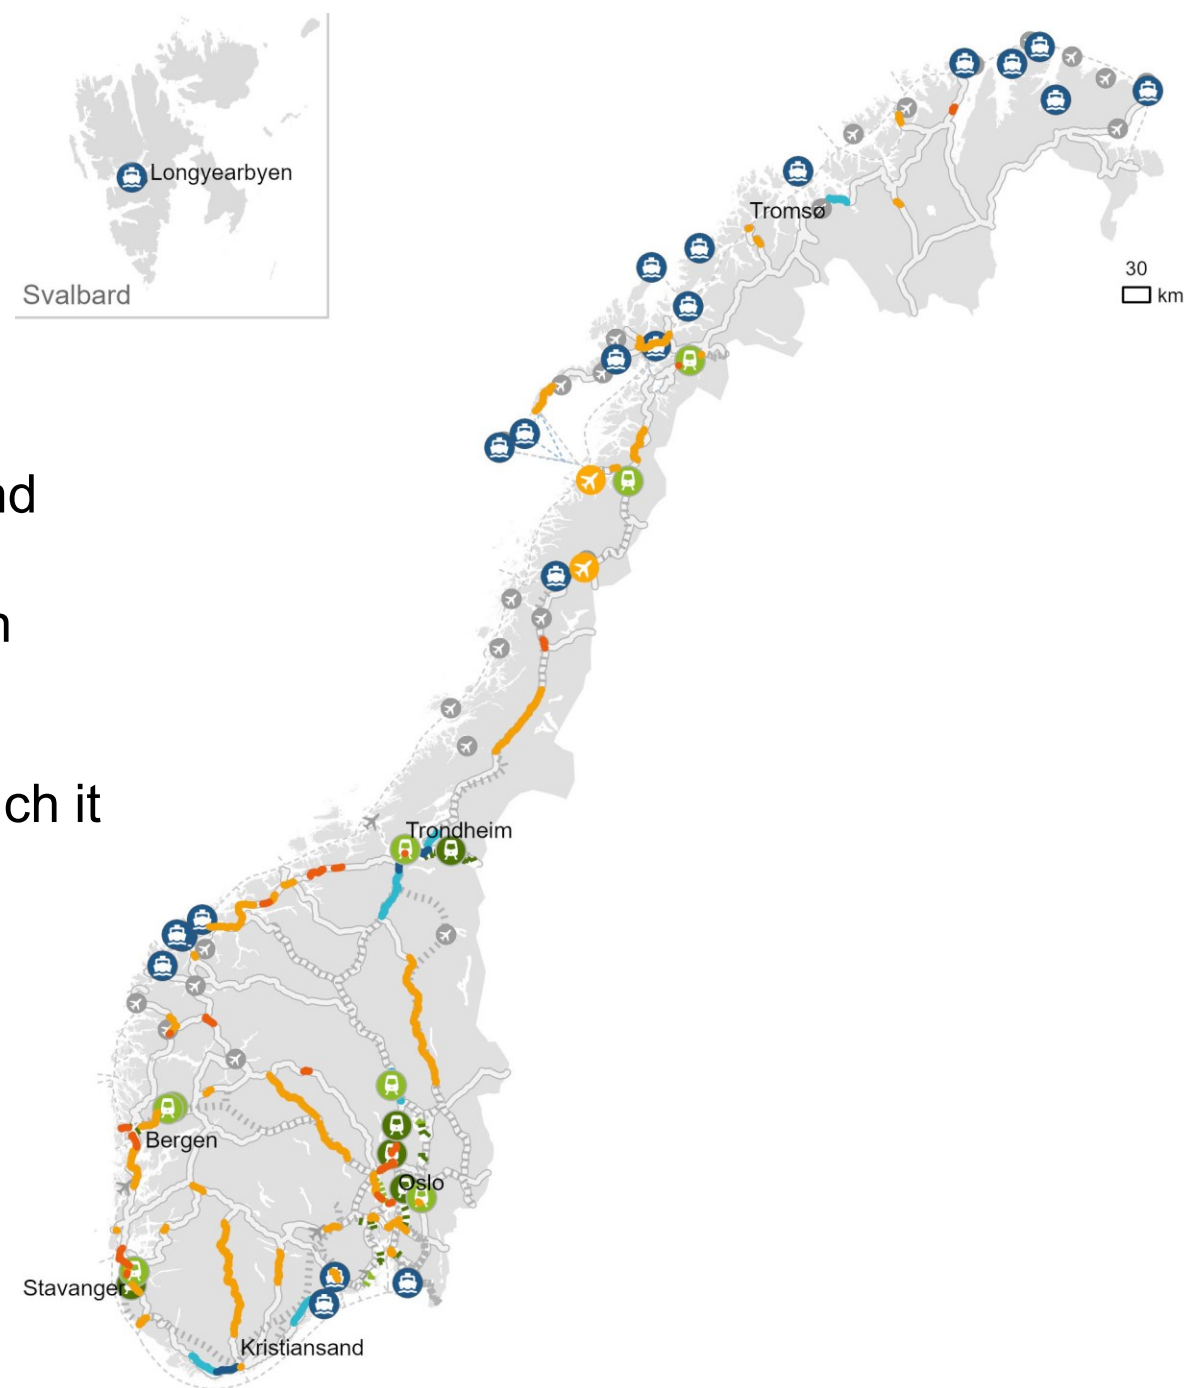 Longyearbyen
Svalbard
Tromsø
30
km
nd
n
ch it
Trondheim
Bergen
Oslo
Stavanger
Kristiansand